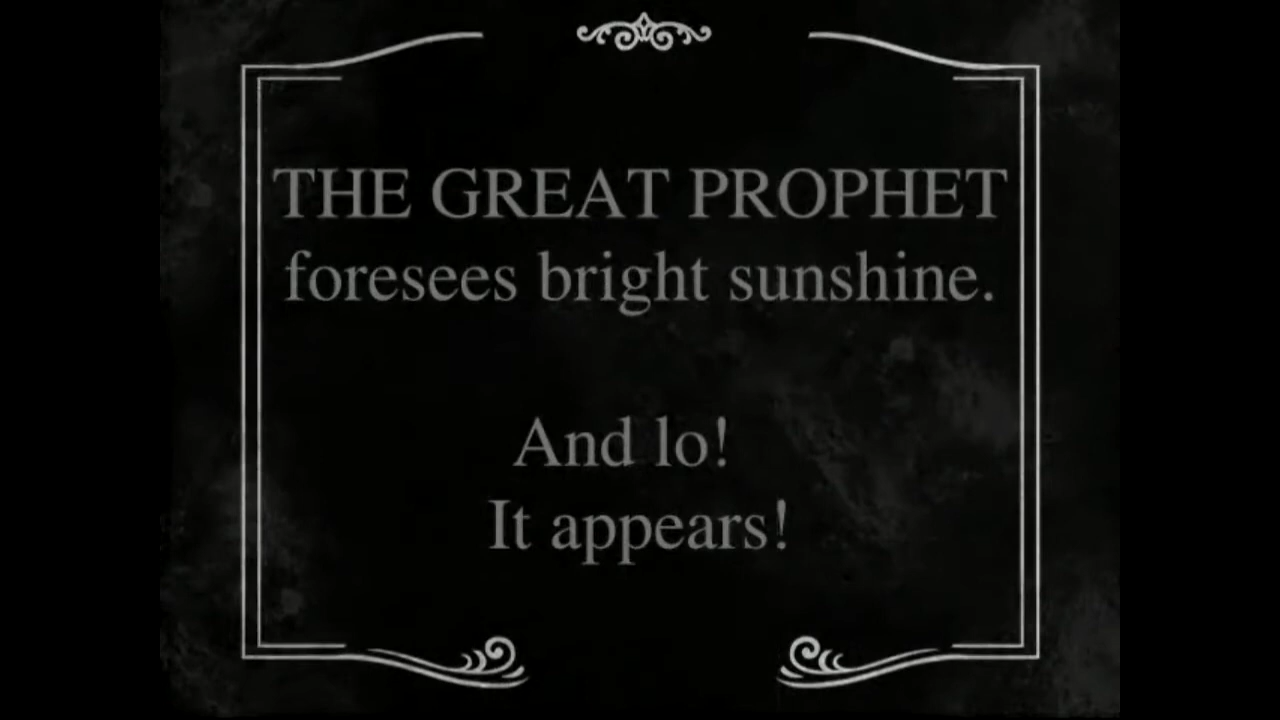 THE GREAT PROPHET
foresees bright sunshine.
And lo!
It appears!